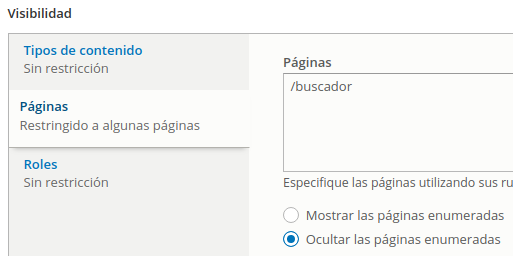 Visibilidad
Tipos de contenido
Sin restricción
Páginas
Restringido a algunas páginas
Roles
Sin restricción
Páginas
/buscador
Especifique las páginas utilizando sus
Mostrar las páginas enumeradas
Ocultar las páginas enumeradas